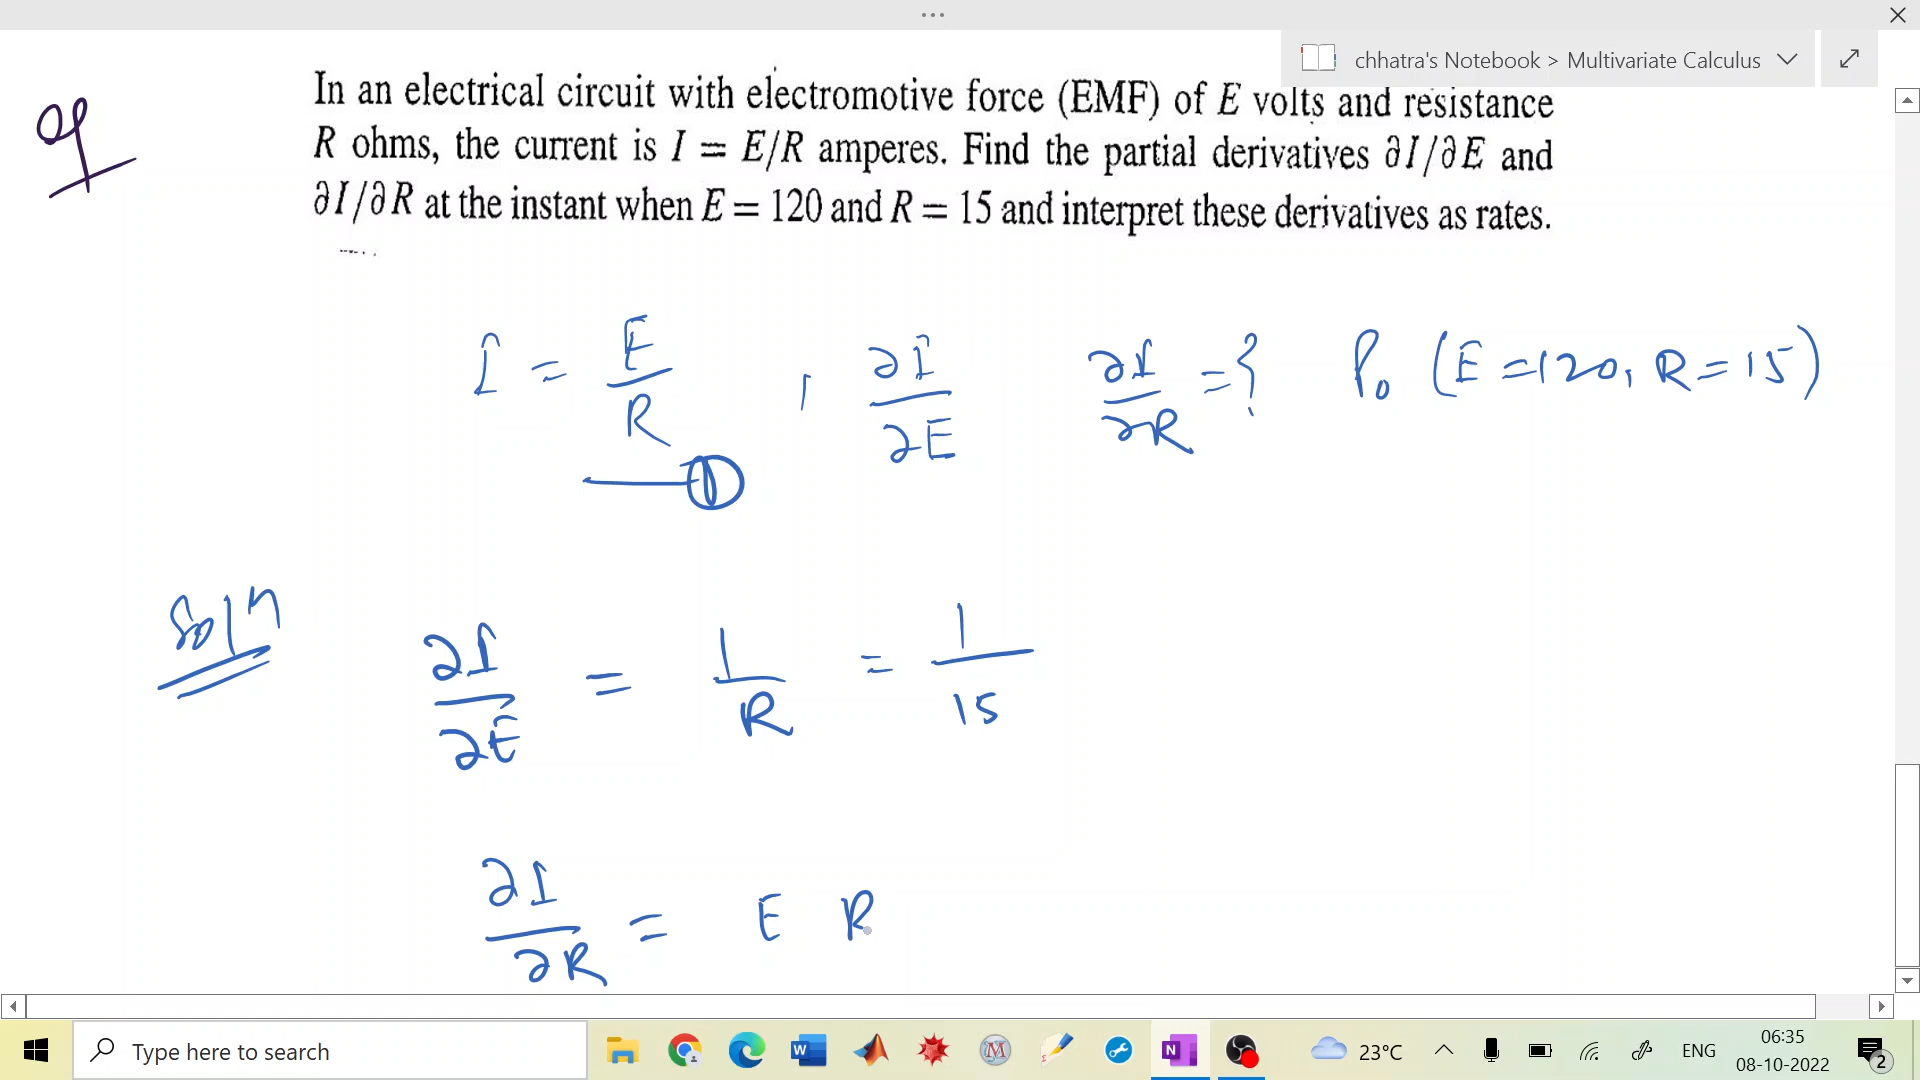 chhatra's Notebook > Multivariate Calculus
In an electrical circuit with electromotive force (EMF) of E volts and resistance
R ohms, the current is I = E/R amperes. Find the partial derivatives ∂I/∂E and
∂I/∂R at the instant when E = 120 and R = 15 and interpret these derivatives as rates.
I = E/R , ∂I/∂E ∂I/∂R = ? P₀ (E = 120, R = 15)
①
Soln
∂I/∂E = 1/R = 1/15
∂I/∂R = E R
Type here to search
23°C
ENG
06:35
08-10-2022
2